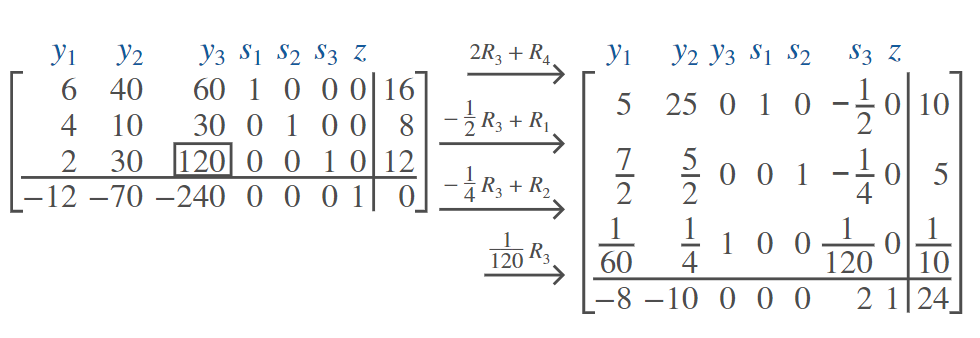 y₁ y₂ y₃ s₁ s₂ s₃ z
6 40 60 1 0 0 0 16
4 10 30 0 1 0 0 8
2 30 120 0 0 1 0 12
−12 −70 −240 0 0 0 1 0
2R₃ + R₄
−1/2 R₃ + R₁
−1/4 R₃ + R₂
1/120 R₃
y₁ y₂ y₃ s₁ s₂ s₃ z
5 25 0 1 0 −1/2 0 10
7/2 5/2 0 0 1 −1/4 0 5
1/60 1/4 1 0 0 1/120 0 1/10
−8 −10 0 0 0 2 1 24